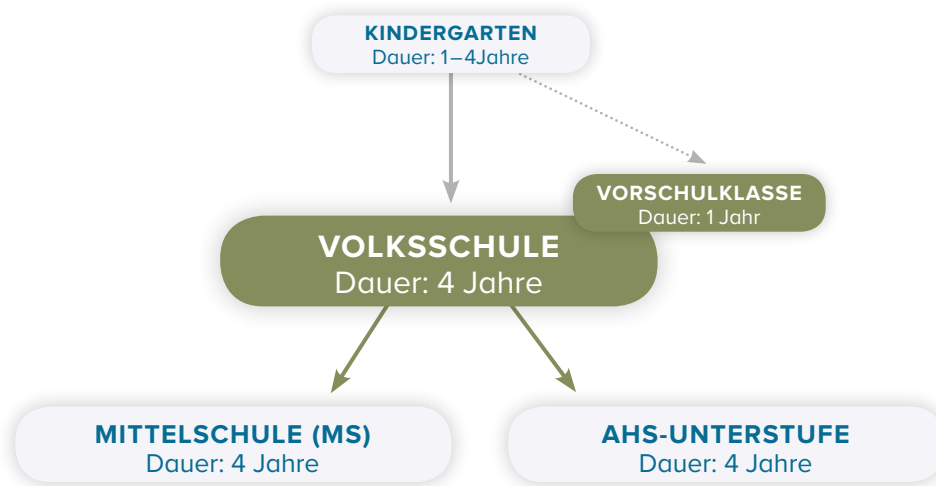 KINDERGARTEN
Dauer: 1–4Jahre
VORSCHULKLASSE
Dauer: 1 Jahr
VOLKSSCHULE
Dauer: 4 Jahre
MITTELSCHULE (MS)
Dauer: 4 Jahre
AHS-UNTERSTUFE
Dauer: 4 Jahre